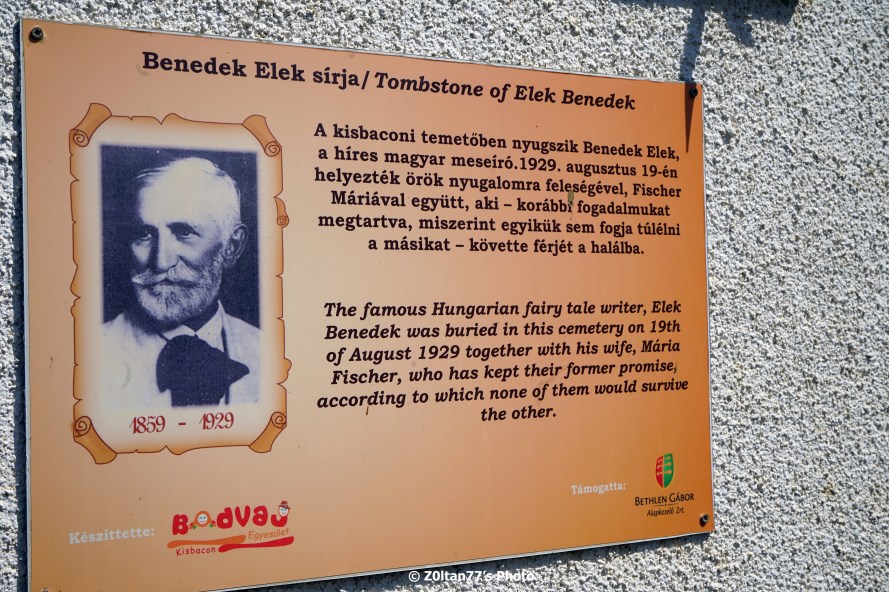 Benedek Elek sírja/ Tombstone of Elek Benedek
A kisbaconi temetőben nyugszik Benedek Elek,
a híres magyar meseíró.1929. augusztus 19-én
helyezték örök nyugalomra feleségével, Fischer
Máriával együtt, aki – korábbi fogadalmukat
megtartva, miszerint egyikük sem fogja túlélni
a másikat – követte férjét a halálba.
The famous Hungarian fairy tale writer, Elek
Benedek was buried in this cemetery on 19th
of August 1929 together with his wife, Mária
Fischer, who has kept their former promise,
according to which none of them would survive
the other.
1859 - 1929
Készíttette:
BODVAJ
Egyesület
Kisbacon
Támogatta:
BETHLEN GÁBOR
Alapkezelő Zrt.
© Z0ltan77's Photo